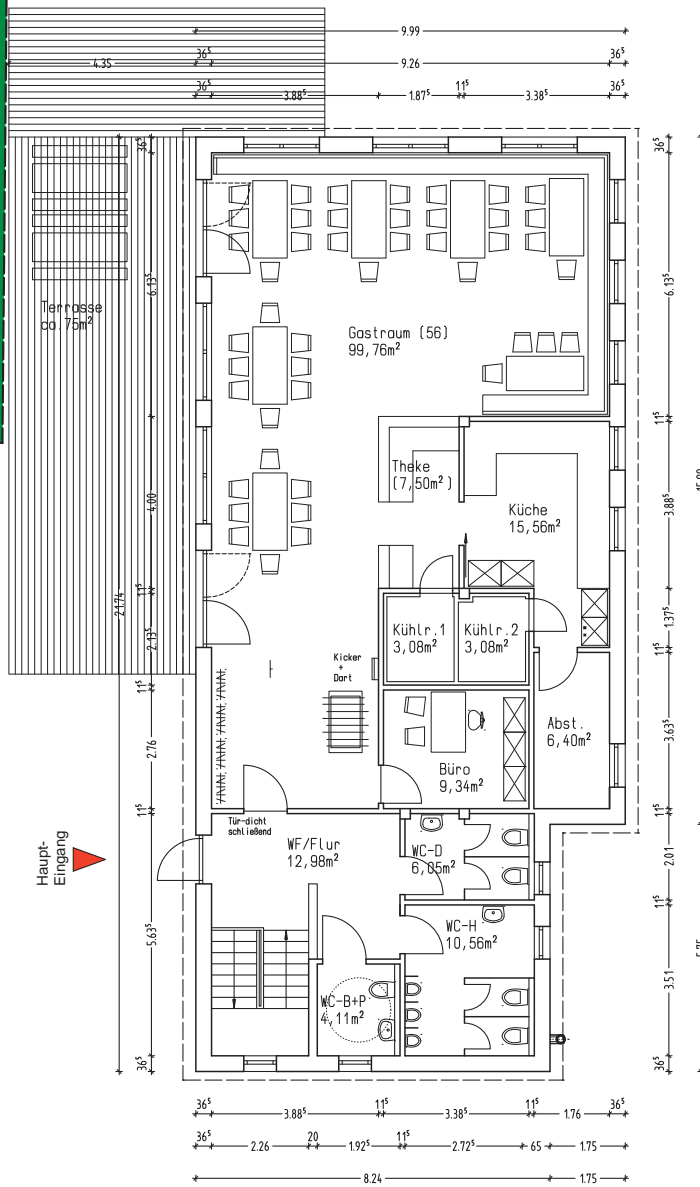 9.99
36⁵
36⁵
4.35
9.26
36⁵
3.88⁵
1.87⁵
11⁵
3.38⁵
36⁵
36⁵
36⁵
Terrasse
ca.75m²
6.13⁵
6.13⁵
Gastraum (56)
99,76m²
11⁵
Theke
(7,50m²)
Küche
15,56m²
4.00
3.88⁵
21.74
11⁵
1.37⁵
Kühlr.1
3,08m²
Kühlr.2
3,08m²
2.13⁵
11⁵
Kicker
+
Dart
11⁵
2.76
Abst.
6,40m²
3.63⁵
Büro
9,34m²
11⁵
11⁵
Tür-dicht
schließend
Haupt-
Eingang
WF/Flur
12,98m²
WC-D
6,05m²
2.01
11⁵
5.63⁵
WC-H
10,56m²
3.51
WC-B+P
4,11m²
36⁵
36⁵
36⁵
3.88⁵
11⁵
3.38⁵
11⁵
1.76
36⁵
36⁵
2.26
20
1.92⁵
11⁵
2.72⁵
65
1.75
8.24
1.75